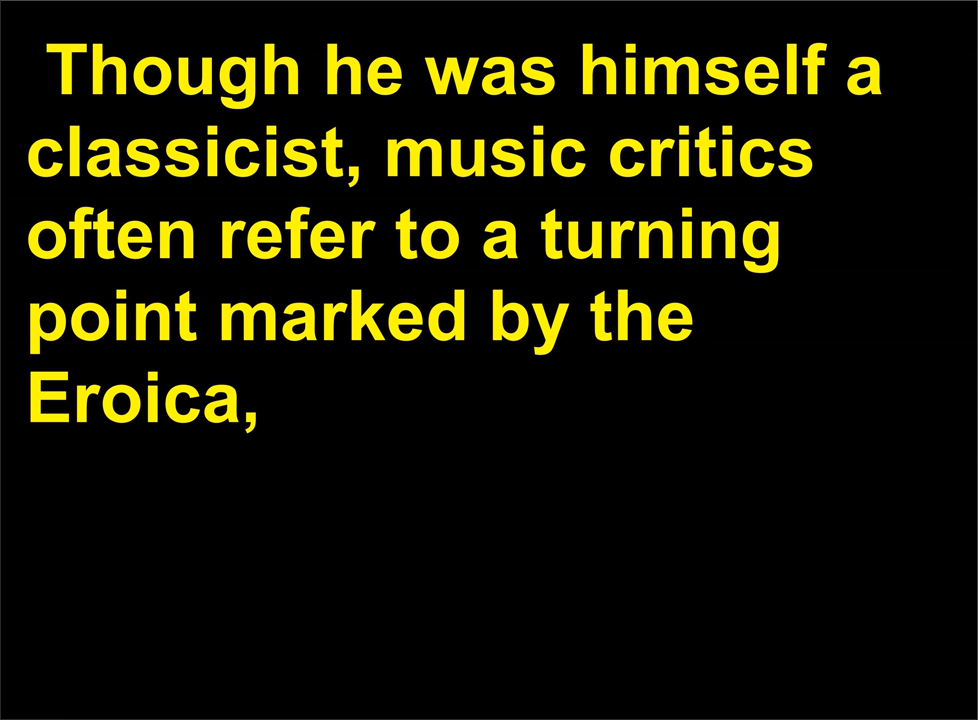 Though he was himself a
classicist, music critics
often refer to a turning
point marked by the
Eroica,